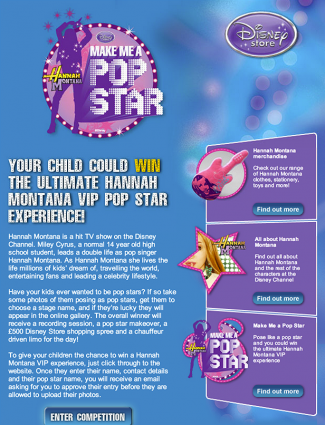 Disney
store
MAKE ME A
HANNAH
MONTANA
POP
STAR
YOUR CHILD COULD WIN
THE ULTIMATE HANNAH
MONTANA VIP POP STAR
EXPERIENCE!
Hannah Montana is a hit TV show on the Disney
Channel. Miley Cyrus, a normal 14 year old high
school student, leads a double life as pop singer
Hannah Montana. As Hannah Montana she lives the
life millions of kids' dream of, travelling the world,
entertaining fans and leading a celebrity lifestyle.
Have your kids ever wanted to be pop stars? If so take
some photos of them posing as pop stars, get them to
choose a stage name, and if they're lucky they will
appear in the online gallery. The overall winner will
receive a recording session, a pop star makeover, a
£500 Disney Store shopping spree and a chauffeur
driven limo for the day!
To give your children the chance to win a Hannah
Montana VIP experience, just click through to the
website. Once they enter their name, contact details
and their pop star name, you will receive an email
asking for you to approve their entry before they are
allowed to upload their photos.
ENTER COMPETITION
Hannah Montana
merchandise
Check out our range
of Hannah Montana
clothes, stationery,
toys and more!
Find out more
All about Hannah
Montana
Find out all about
Hannah Montana
and the rest of the
characters at the
Disney Channel
Find out more
MAKE ME A
POP
STAR
Make Me a Pop Star
Pose like a pop star
and you could win
the ultimate Hannah
Montana VIP
experience
Find out more